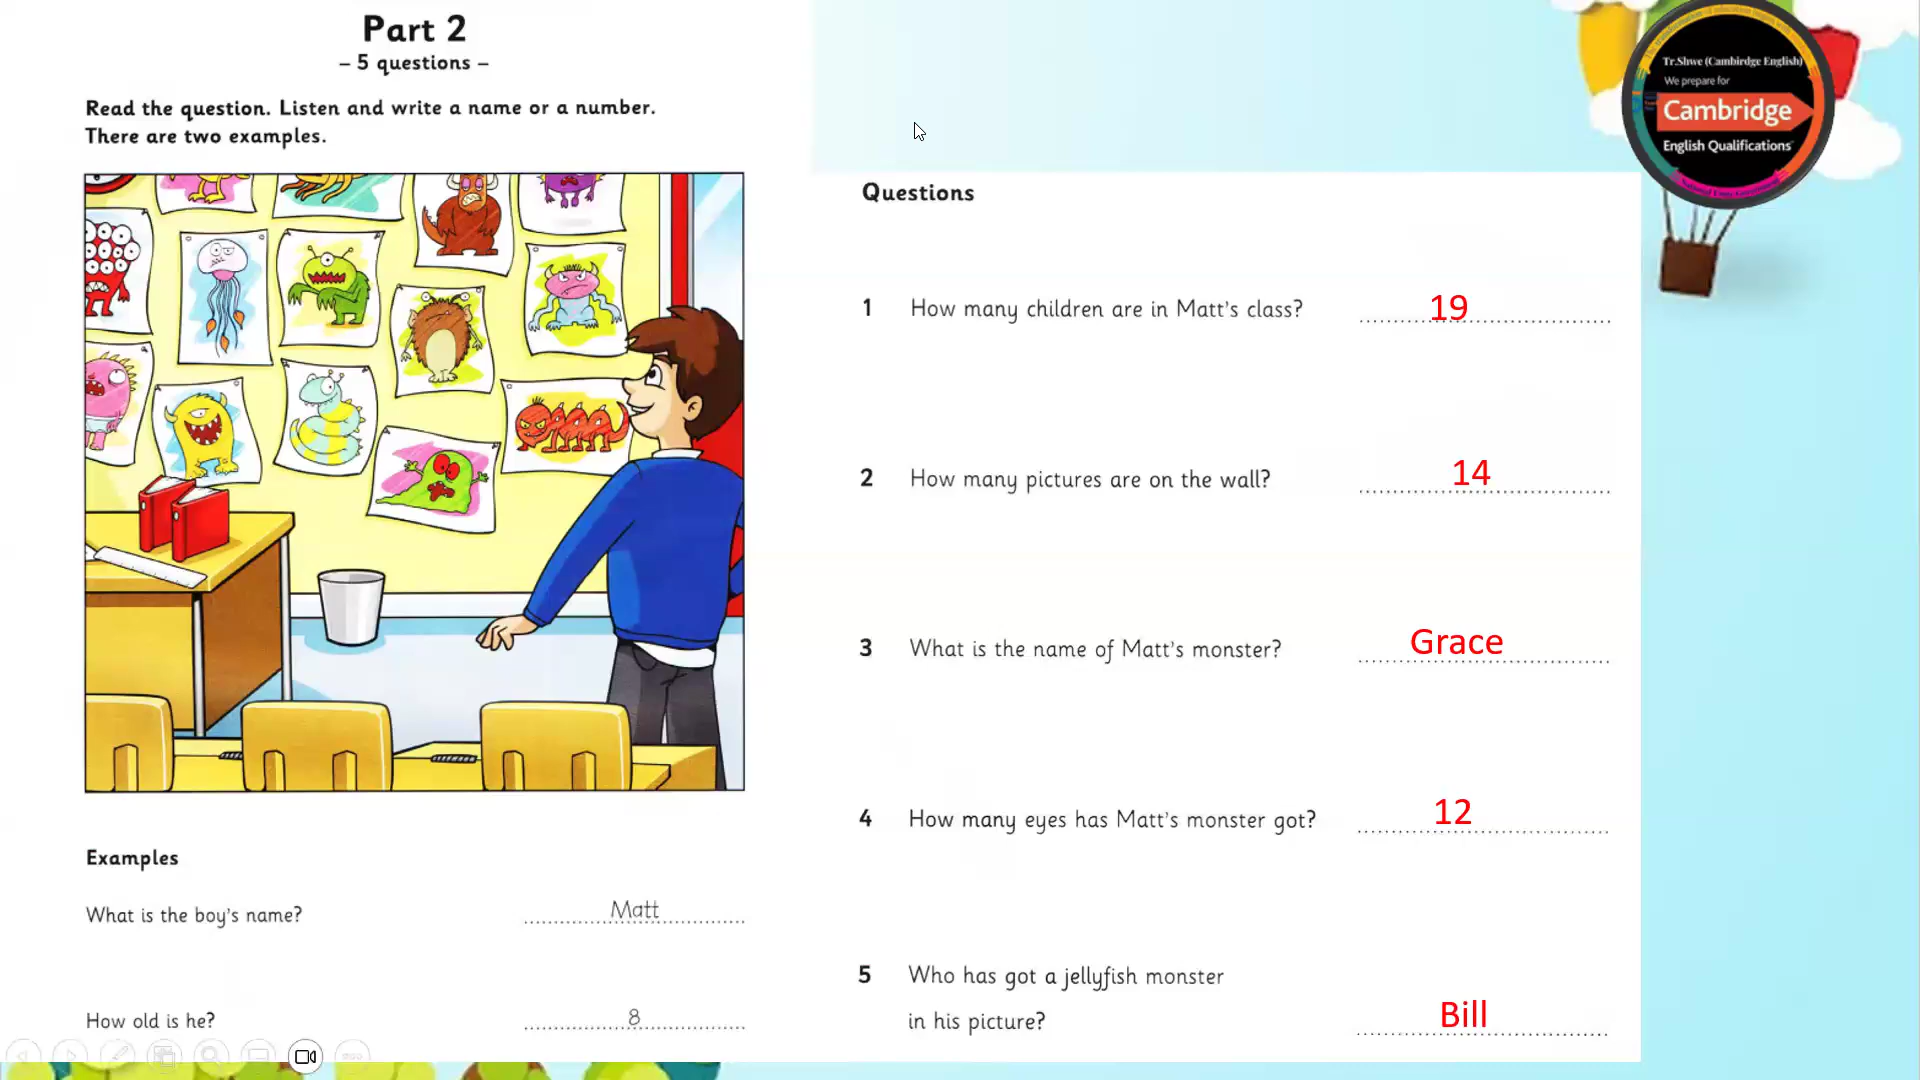 Part 2
– 5 questions –
Read the question. Listen and write a name or a number.
There are two examples.
Examples
What is the boy's name? Matt
How old is he? 8
Questions
1 How many children are in Matt's class? 19
2 How many pictures are on the wall? 14
3 What is the name of Matt's monster? Grace
4 How many eyes has Matt's monster got? 12
5 Who has got a jellyfish monster
in his picture? Bill
Tr.Shwe (Cambirdge English)
We prepare for
Cambridge
English Qualifications